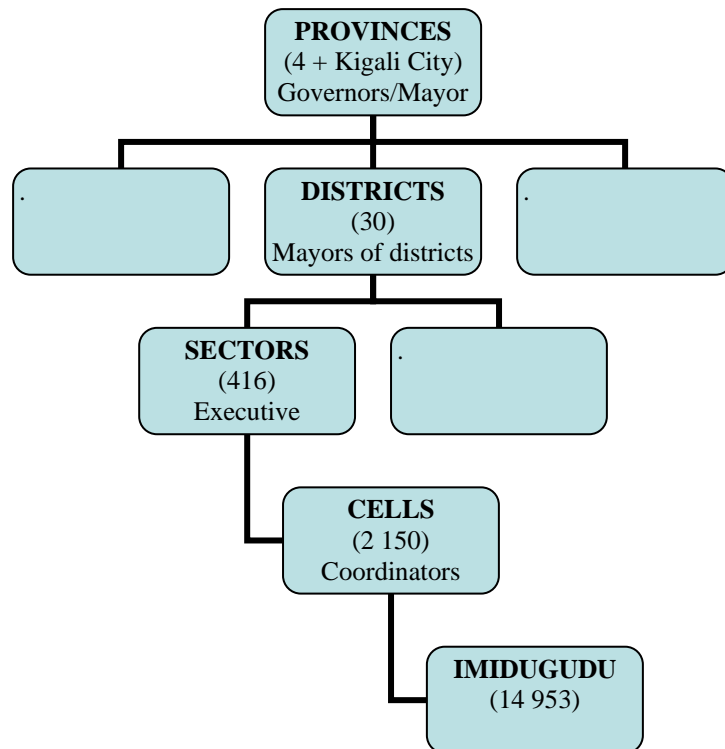 PROVINCES
(4 + Kigali City)
Governors/Mayor
.
DISTRICTS
(30)
Mayors of districts
.
SECTORS
(416)
Executive
.
CELLS
(2 150)
Coordinators
IMIDUGUDU
(14 953)